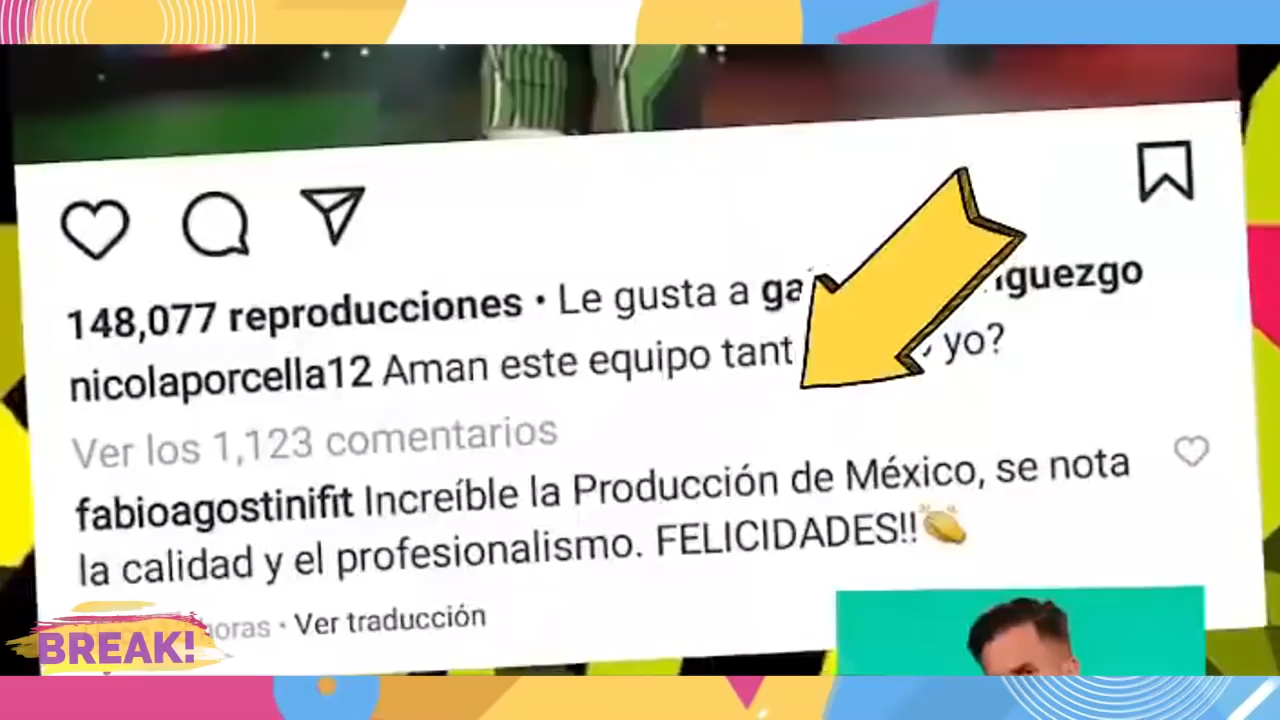 148,077 reproducciones • Le gusta a
nicolaporcella12 Aman este equipo yo?
Ver los 1,123 comentarios
fabioagostinifit Increíble la Producción de México, se nota
la calidad y el profesionalismo. FELICIDADES!!👏
horas • Ver traducción
BREAK!